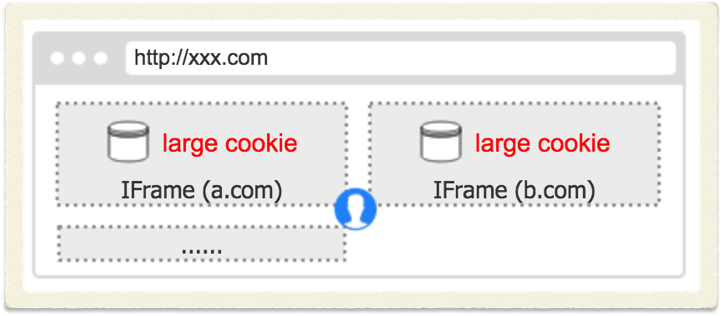 http://xxx.com
large cookie
IFrame (a.com)
large cookie
IFrame (b.com)
......